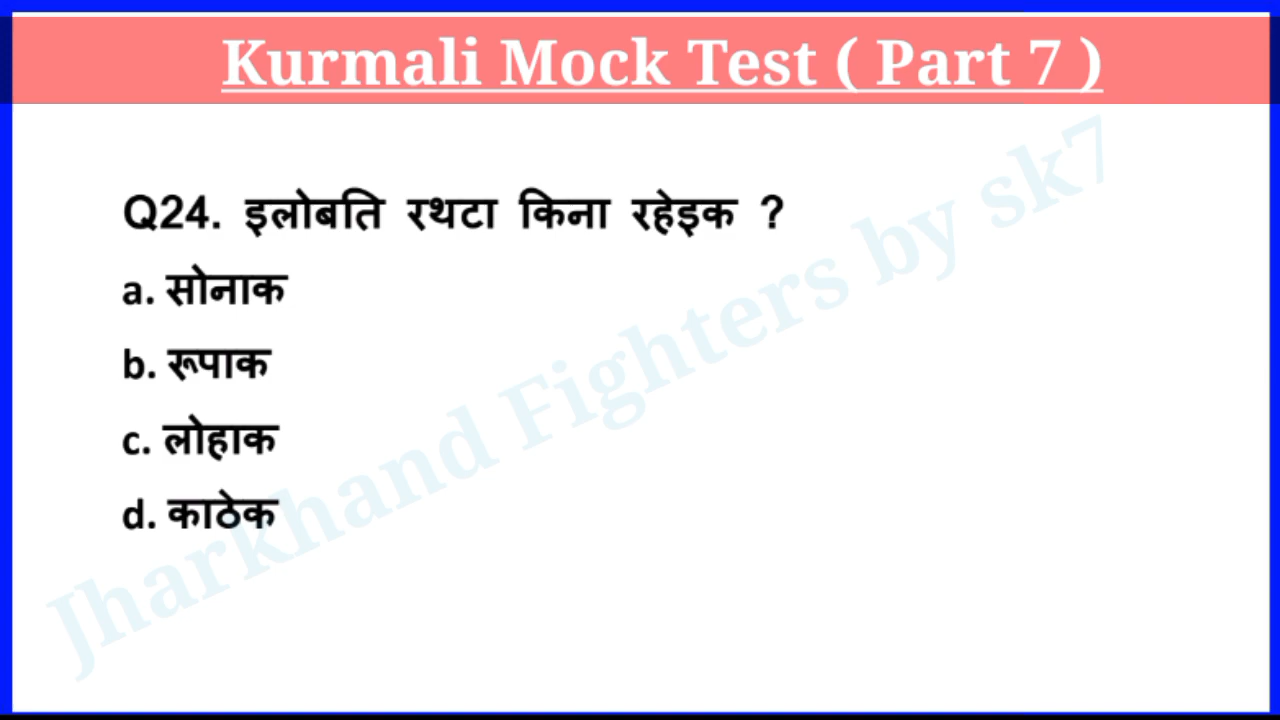 Kurmali Mock Test ( Part 7 )
Q24. इलोबति रथटा किना रहेइक ?
a. सोनाक
b. रूपाक
c. लोहाक
d. काठेक
Jharkhand Fighters by sk7